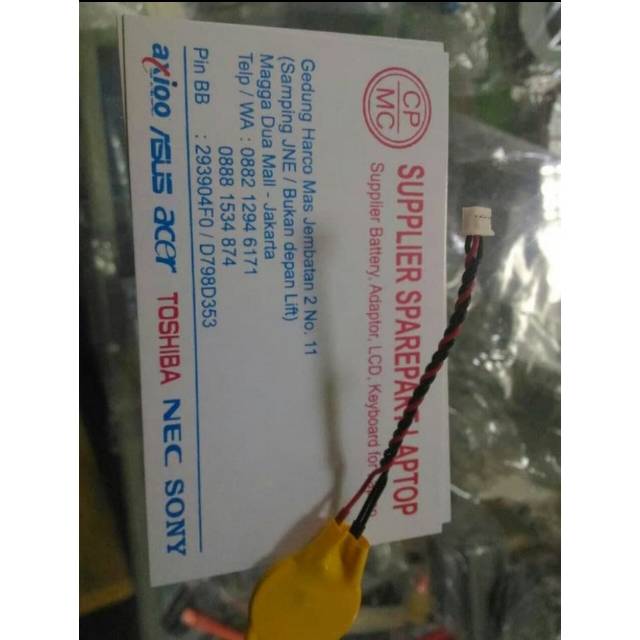 CP
MC
SUPPLIER SPAREPART LAPTOP
Supplier Battery, Adaptor, LCD, Keyboard for
Gedung Harco Mas Jembatan 2 No. 11
(Samping JNE / Bukan depan Lift)
Magga Dua Mall - Jakarta
Telp / WA : 0882 1294 6171
0888 1534 874
Pin BB : 293904F0 / D798D353
axioo ASUS acer TOSHIBA NEC SONY